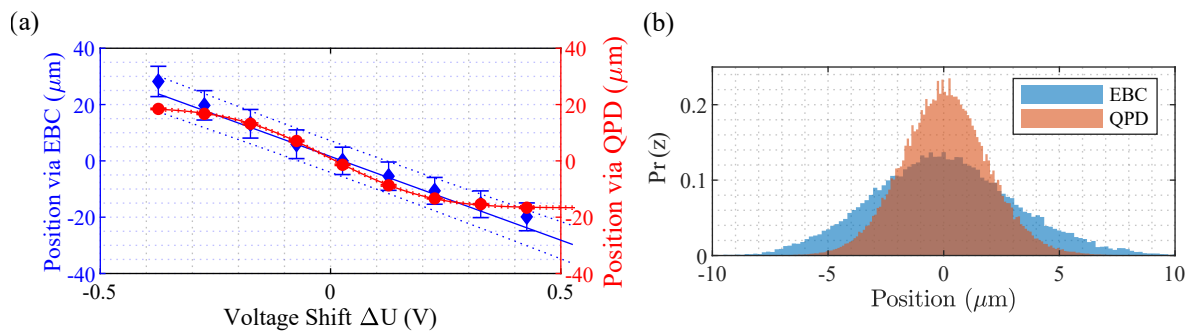 (a)
Position via EBC (μm)
40
20
0
-20
-40
-0.5
0
0.5
Voltage Shift ΔU (V)
40
20
0
-20
-40
Position via QPD (μm)
(b)
Pr(z)
0.2
0.1
0
-10
-5
0
5
10
Position (μm)
EBC
QPD